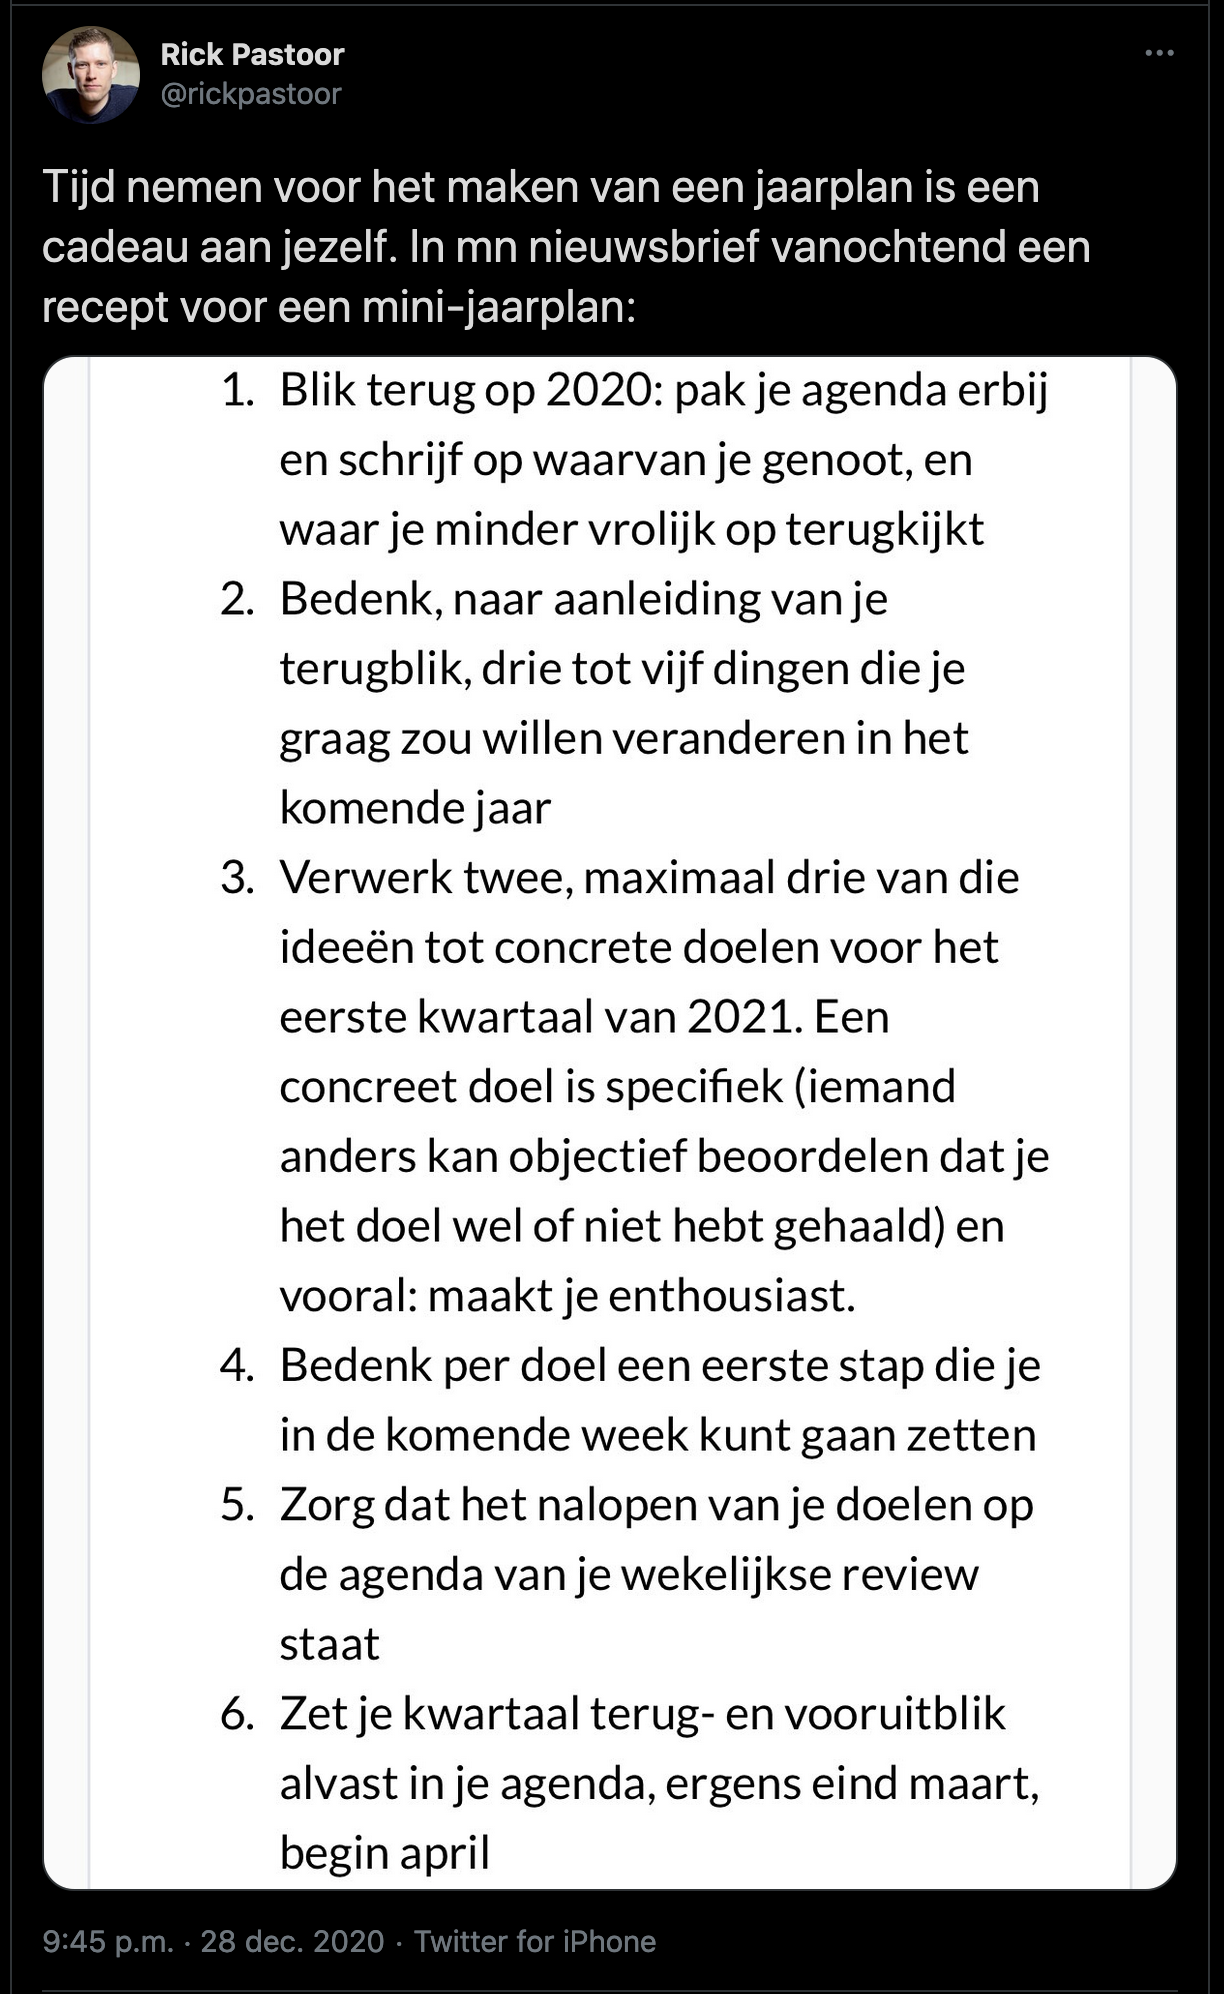 Rick Pastoor
@rickpastoor
Tijd nemen voor het maken van een jaarplan is een
cadeau aan jezelf. In mn nieuwsbrief vanochtend een
recept voor een mini-jaarplan:
1. Blik terug op 2020: pak je agenda erbij
en schrijf op waarvan je genoot, en
waar je minder vrolijk op terugkijkt
2. Bedenk, naar aanleiding van je
terugblik, drie tot vijf dingen die je
graag zou willen veranderen in het
komende jaar
3. Verwerk twee, maximaal drie van die
ideeën tot concrete doelen voor het
eerste kwartaal van 2021. Een
concreet doel is specifiek (iemand
anders kan objectief beoordelen dat je
het doel wel of niet hebt gehaald) en
vooral: maakt je enthousiast.
4. Bedenk per doel een eerste stap die je
in de komende week kunt gaan zetten
5. Zorg dat het nalopen van je doelen op
de agenda van je wekelijkse review
staat
6. Zet je kwartaal terug- en vooruitblik
alvast in je agenda, ergens eind maart,
begin april
9:45 p.m. · 28 dec. 2020 · Twitter for iPhone